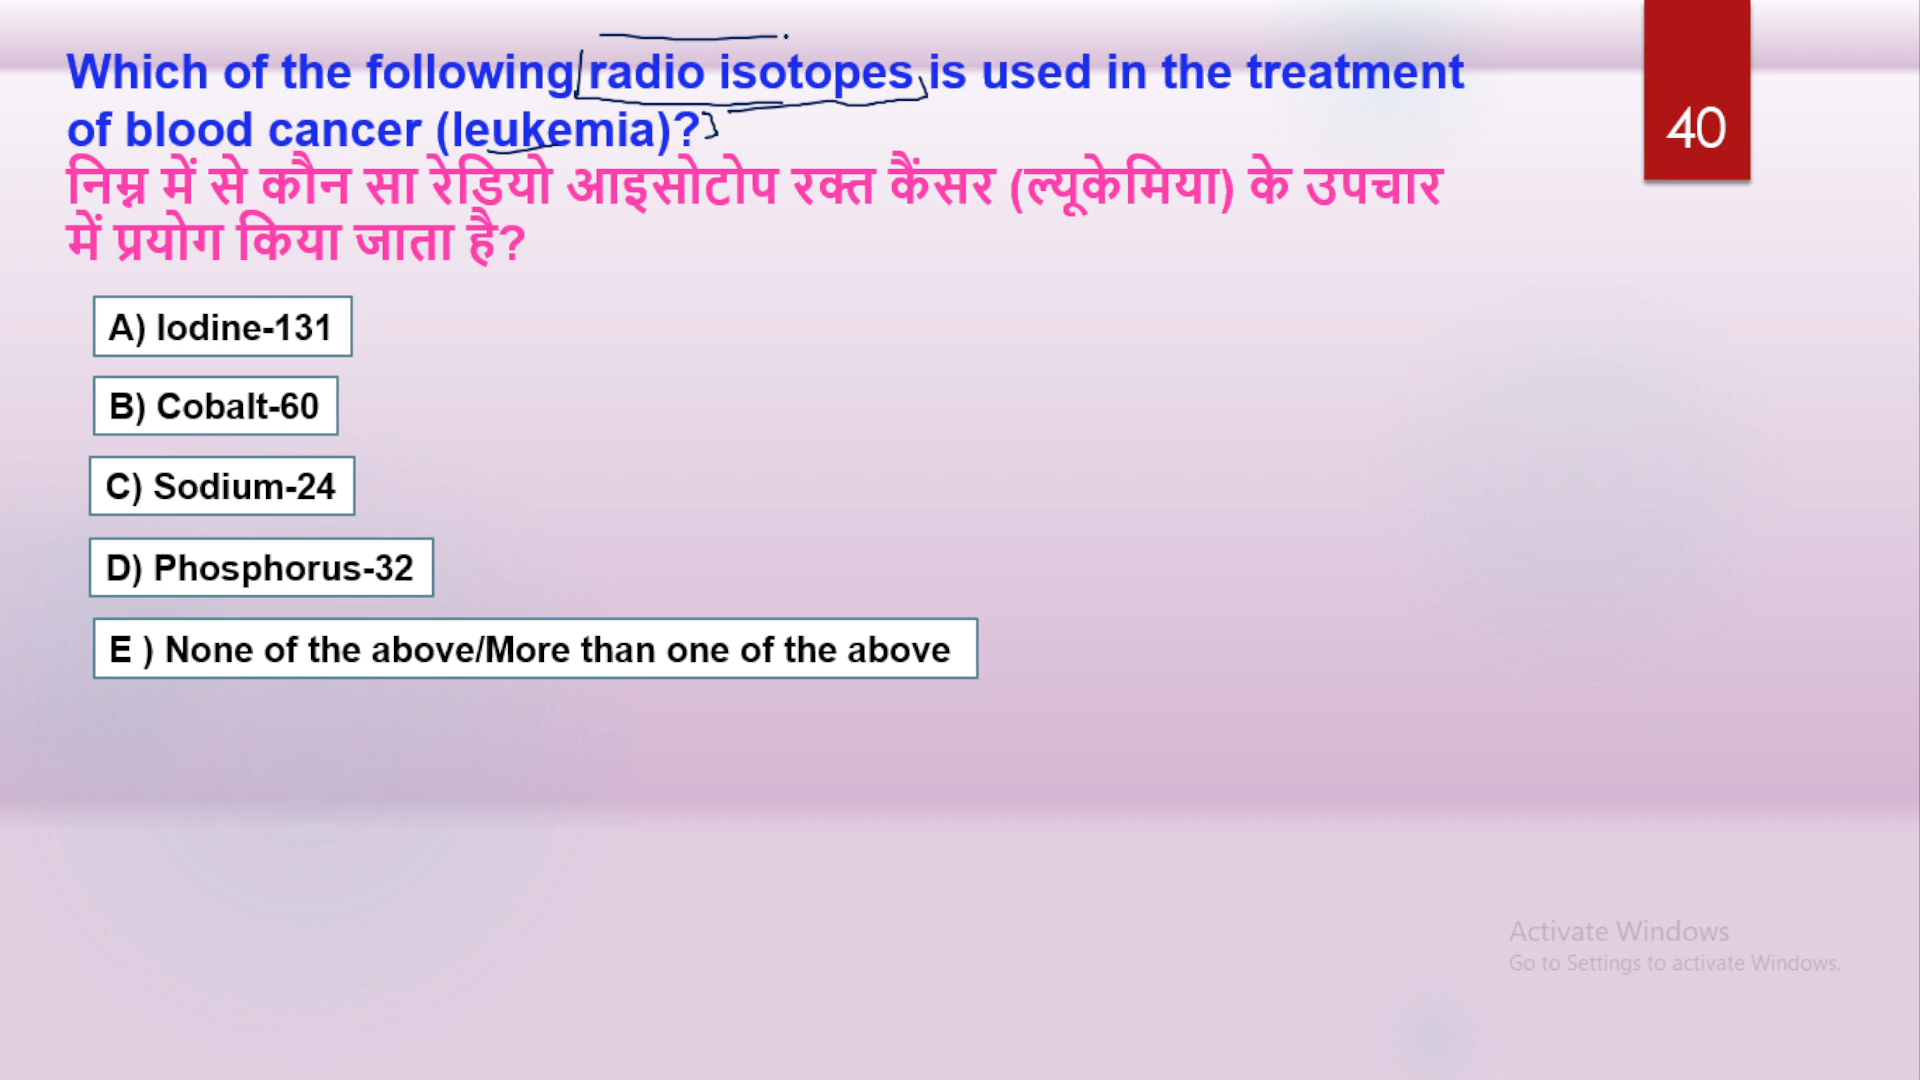 Which of the following radio isotopes is used in the treatment
of blood cancer (leukemia)?
40
निम्न में से कौन सा रेडियो आइसोटोप रक्त कैंसर (ल्यूकेमिया) के उपचार
में प्रयोग किया जाता है?
A) Iodine-131
B) Cobalt-60
C) Sodium-24
D) Phosphorus-32
E ) None of the above/More than one of the above
Activate Windows
Go to Settings to activate Windows.